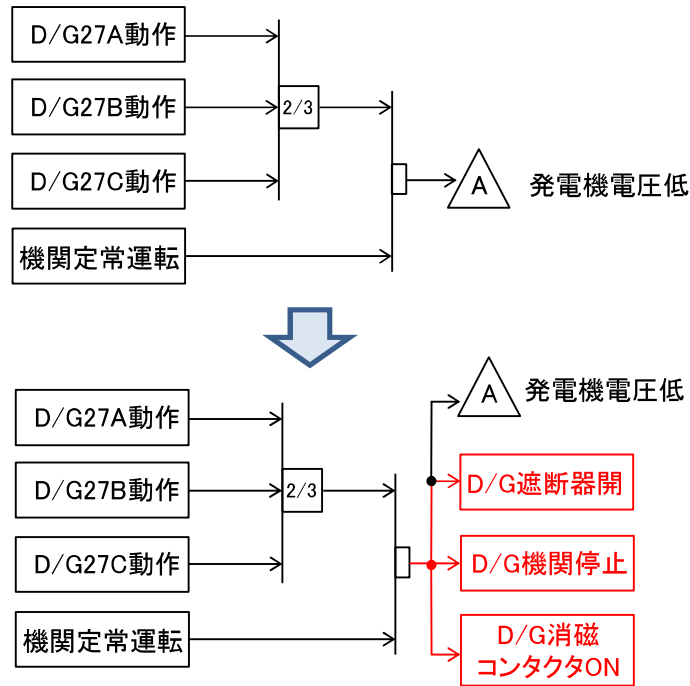 D/G27A動作
D/G27B動作
2/3
D/G27C動作
A
発電機電圧低
機関定常運転
A
発電機電圧低
D/G27A動作
D/G27B動作
2/3
D/G遮断器開
D/G27C動作
D/G機関停止
機関定常運転
D/G消磁
コンタクタON